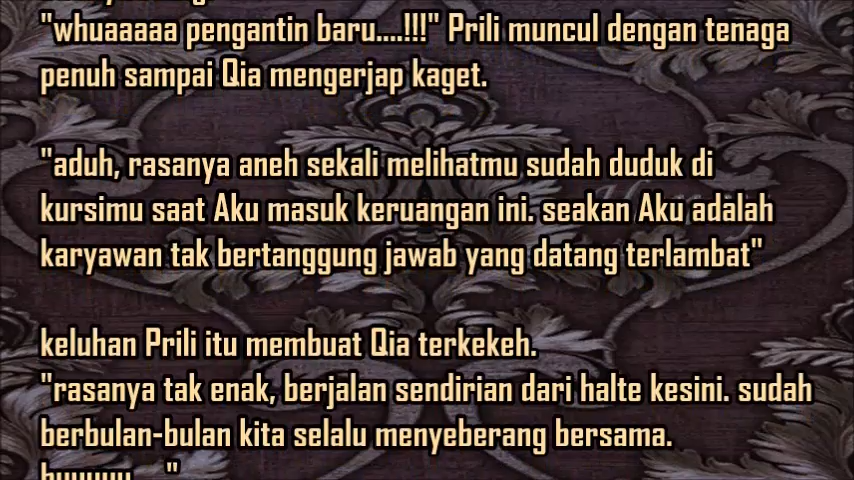 "whuaaaaa pengantin baru....!!!" Prili muncul dengan tenaga
penuh sampai Qia mengerjap kaget.
"aduh, rasanya aneh sekali melihatmu sudah duduk di
kursimu saat Aku masuk keruangan ini. seakan Aku adalah
karyawan tak bertanggung jawab yang datang terlambat"
keluhan Prili itu membuat Qia terkekeh.
"rasanya tak enak, berjalan sendirian dari halte kesini. sudah
berbulan-bulan kita selalu menyeberang bersama.